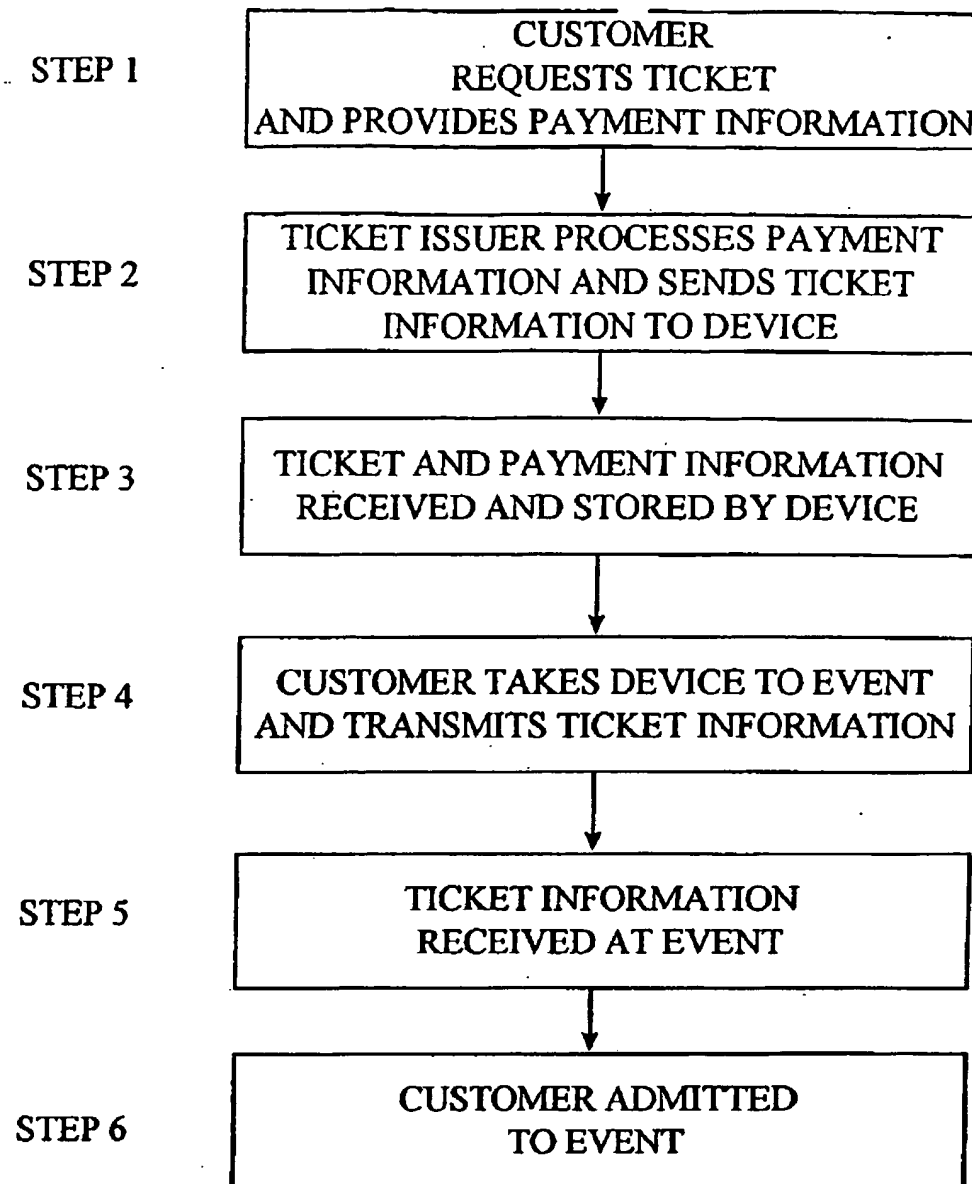 STEP 1
CUSTOMER
REQUESTS TICKET
AND PROVIDES PAYMENT INFORMATION
STEP 2
TICKET ISSUER PROCESSES PAYMENT
INFORMATION AND SENDS TICKET
INFORMATION TO DEVICE
STEP 3
TICKET AND PAYMENT INFORMATION
RECEIVED AND STORED BY DEVICE
STEP 4
CUSTOMER TAKES DEVICE TO EVENT
AND TRANSMITS TICKET INFORMATION
STEP 5
TICKET INFORMATION
RECEIVED AT EVENT
STEP 6
CUSTOMER ADMITTED
TO EVENT